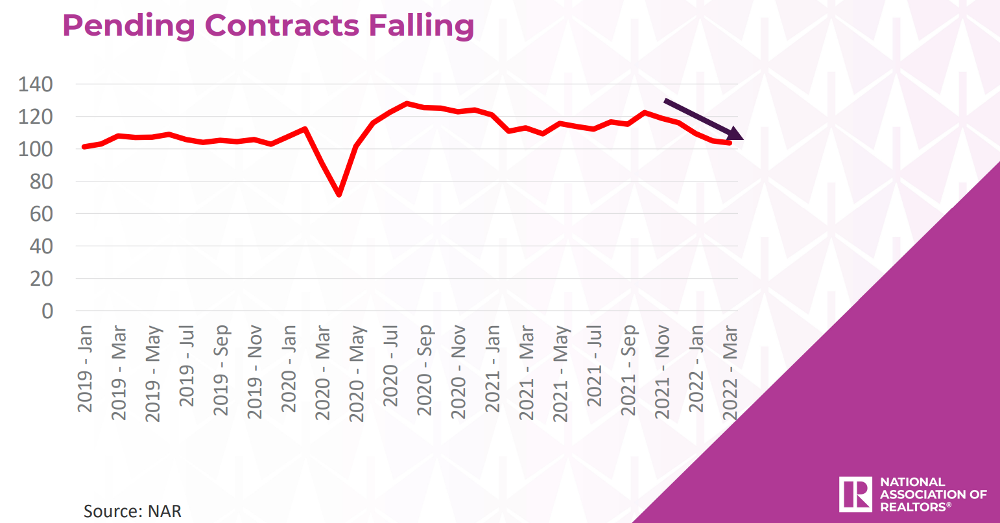 Pending Contracts Falling
140
120
100
80
60
40
20
0
2019 - Jan
2019 - Mar
2019 - May
2019 - Jul
2019 - Sep
2019 - Nov
2020 - Jan
2020 - Mar
2020 - May
2020 - Jul
2020 - Sep
2020 - Nov
2021 - Jan
2021 - Mar
2021 - May
2021 - Jul
2021 - Sep
2021 - Nov
2022 - Jan
2022 - Mar
Source: NAR
R
NATIONAL
ASSOCIATION OF
REALTORS®